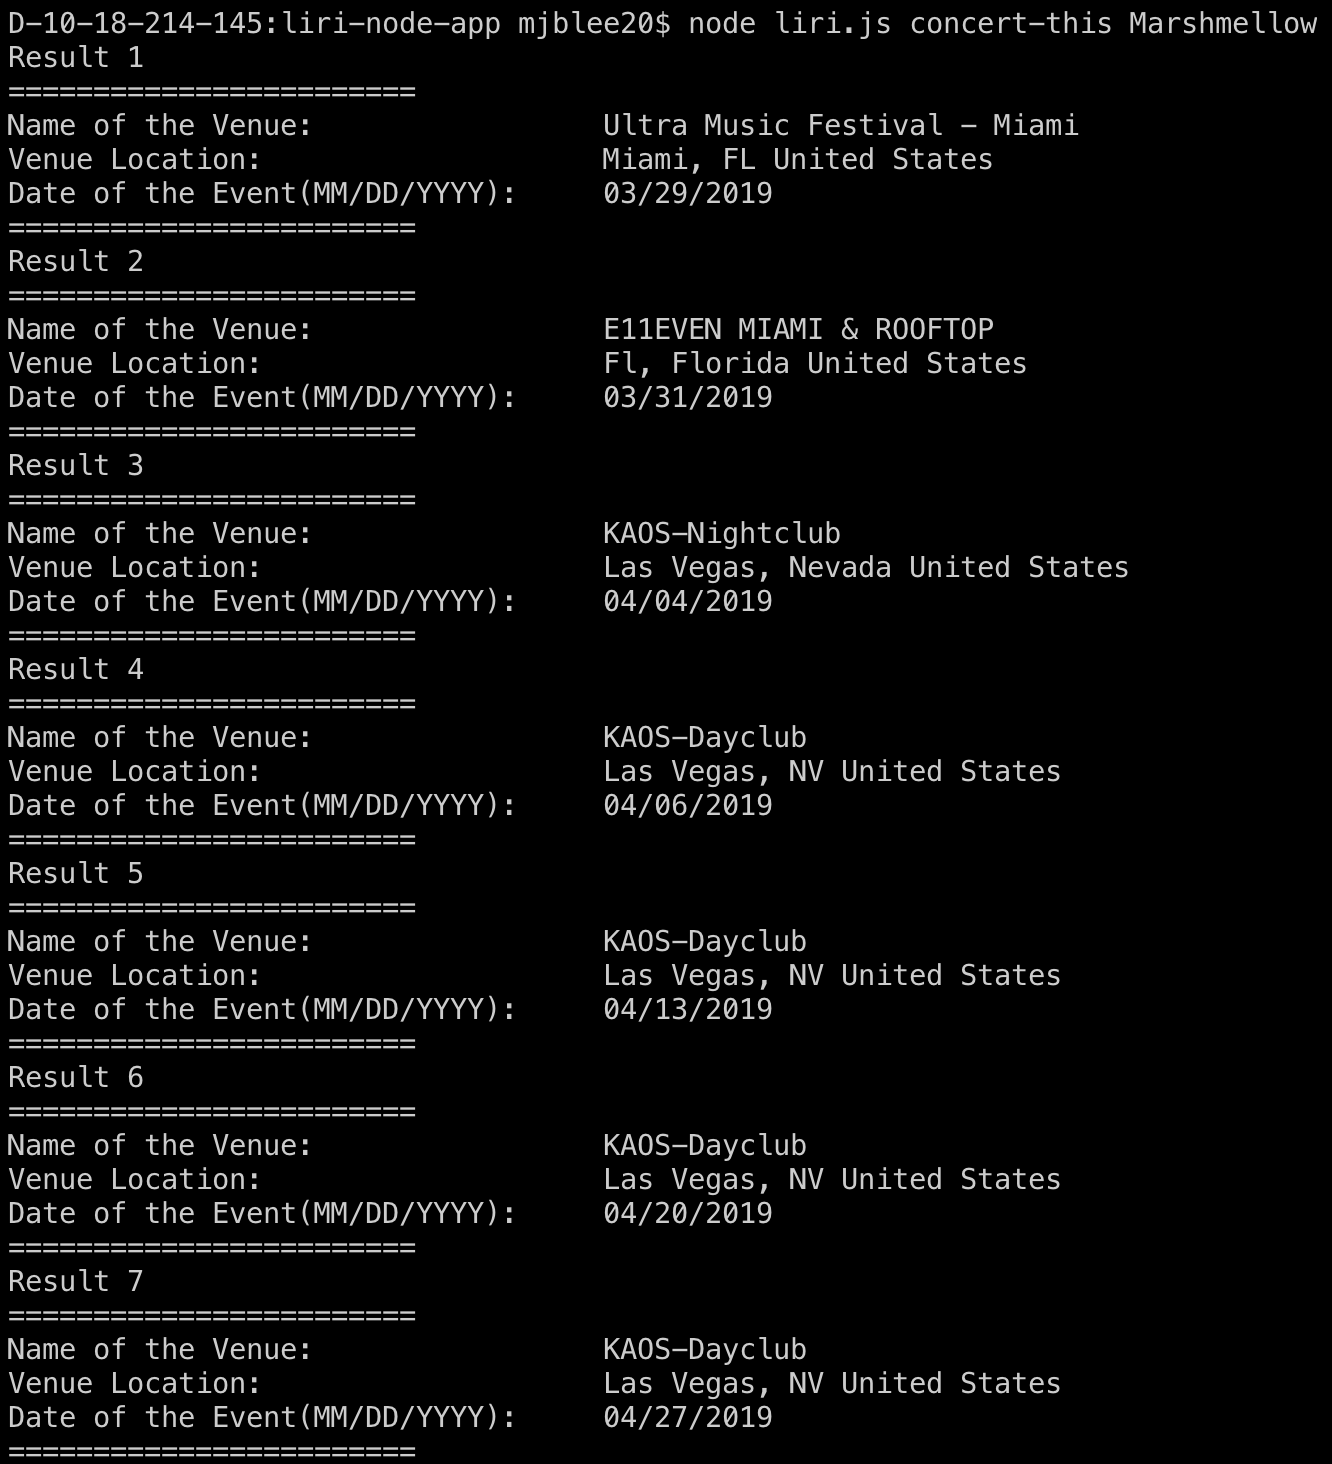 D-10-18-214-145:liri-node-app mjblee20$ node liri.js concert-this Marshmellow
Result 1
========================
Name of the Venue: Ultra Music Festival - Miami
Venue Location: Miami, FL United States
Date of the Event(MM/DD/YYYY): 03/29/2019
========================
Result 2
========================
Name of the Venue: E11EVEN MIAMI & ROOFTOP
Venue Location: Fl, Florida United States
Date of the Event(MM/DD/YYYY): 03/31/2019
========================
Result 3
========================
Name of the Venue: KAOS-Nightclub
Venue Location: Las Vegas, Nevada United States
Date of the Event(MM/DD/YYYY): 04/04/2019
========================
Result 4
========================
Name of the Venue: KAOS-Dayclub
Venue Location: Las Vegas, NV United States
Date of the Event(MM/DD/YYYY): 04/06/2019
========================
Result 5
========================
Name of the Venue: KAOS-Dayclub
Venue Location: Las Vegas, NV United States
Date of the Event(MM/DD/YYYY): 04/13/2019
========================
Result 6
========================
Name of the Venue: KAOS-Dayclub
Venue Location: Las Vegas, NV United States
Date of the Event(MM/DD/YYYY): 04/20/2019
========================
Result 7
========================
Name of the Venue: KAOS-Dayclub
Venue Location: Las Vegas, NV United States
Date of the Event(MM/DD/YYYY): 04/27/2019
========================